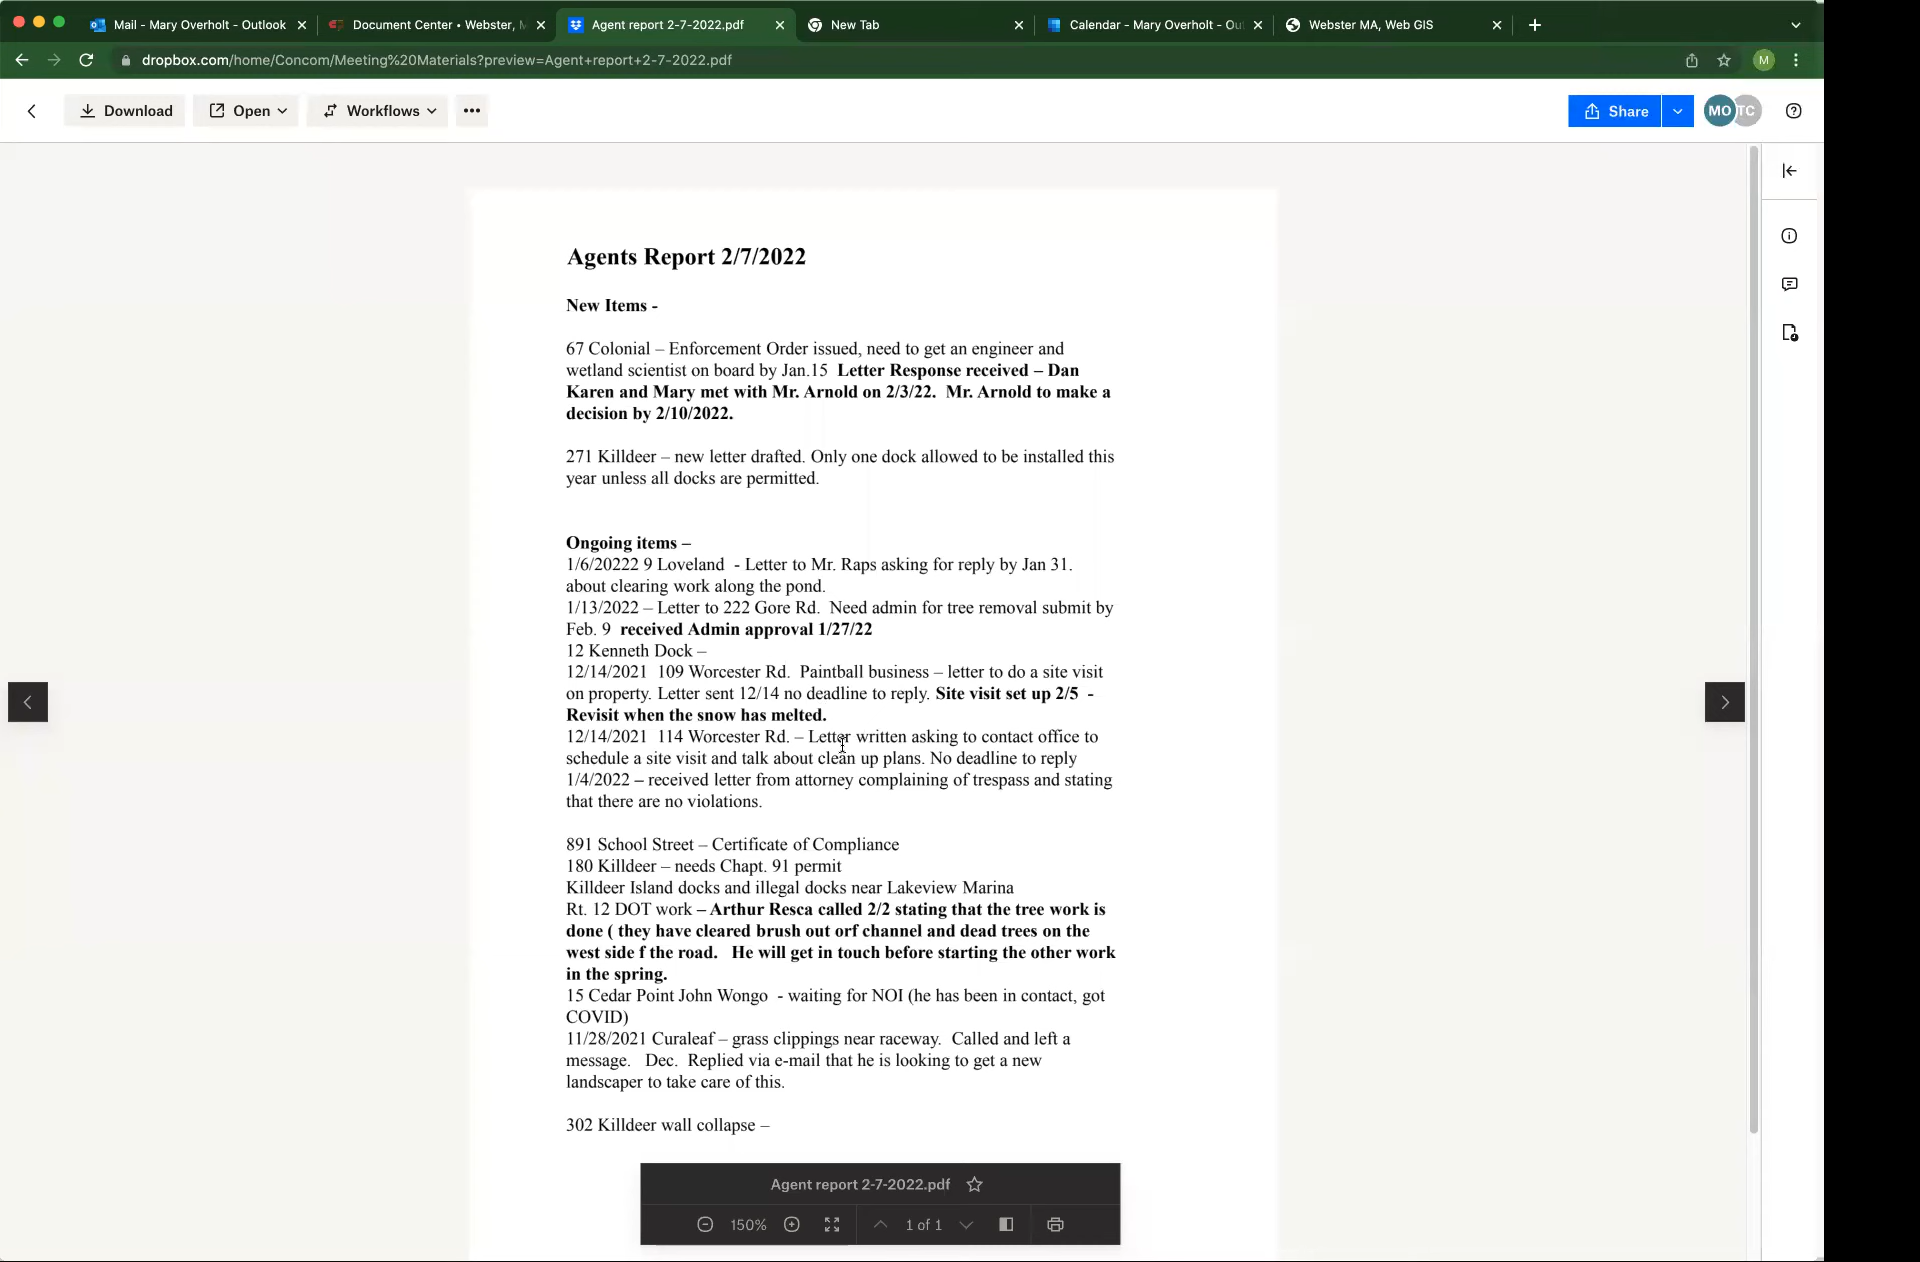 Mail - Mary Overholt - Outlook
Document Center • Webster, M
Agent report 2-7-2022.pdf
New Tab
Calendar - Mary Overholt - Ou
Webster MA, Web GIS
dropbox.com/home/Concom/Meeting%20Materials?preview=Agent+report+2-7-2022.pdf
M
Download
Open
Workflows
Share
MO
TC
Agents Report 2/7/2022
New Items -
67 Colonial – Enforcement Order issued, need to get an engineer and
wetland scientist on board by Jan.15 Letter Response received – Dan
Karen and Mary met with Mr. Arnold on 2/3/22. Mr. Arnold to make a
decision by 2/10/2022.
271 Killdeer – new letter drafted. Only one dock allowed to be installed this
year unless all docks are permitted.
Ongoing items –
1/6/20222 9 Loveland - Letter to Mr. Raps asking for reply by Jan 31.
about clearing work along the pond.
1/13/2022 – Letter to 222 Gore Rd. Need admin for tree removal submit by
Feb. 9 received Admin approval 1/27/22
12 Kenneth Dock –
12/14/2021 109 Worcester Rd. Paintball business – letter to do a site visit
on property. Letter sent 12/14 no deadline to reply. Site visit set up 2/5 -
Revisit when the snow has melted.
12/14/2021 114 Worcester Rd. – Letter written asking to contact office to
schedule a site visit and talk about clean up plans. No deadline to reply
1/4/2022 – received letter from attorney complaining of trespass and stating
that there are no violations.
891 School Street – Certificate of Compliance
180 Killdeer – needs Chapt. 91 permit
Killdeer Island docks and illegal docks near Lakeview Marina
Rt. 12 DOT work – Arthur Resca called 2/2 stating that the tree work is
done ( they have cleared brush out orf channel and dead trees on the
west side f the road. He will get in touch before starting the other work
in the spring.
15 Cedar Point John Wongo - waiting for NOI (he has been in contact, got
COVID)
11/28/2021 Curaleaf – grass clippings near raceway. Called and left a
message. Dec. Replied via e-mail that he is looking to get a new
landscaper to take care of this.
302 Killdeer wall collapse –
Agent report 2-7-2022.pdf
150%
1 of 1